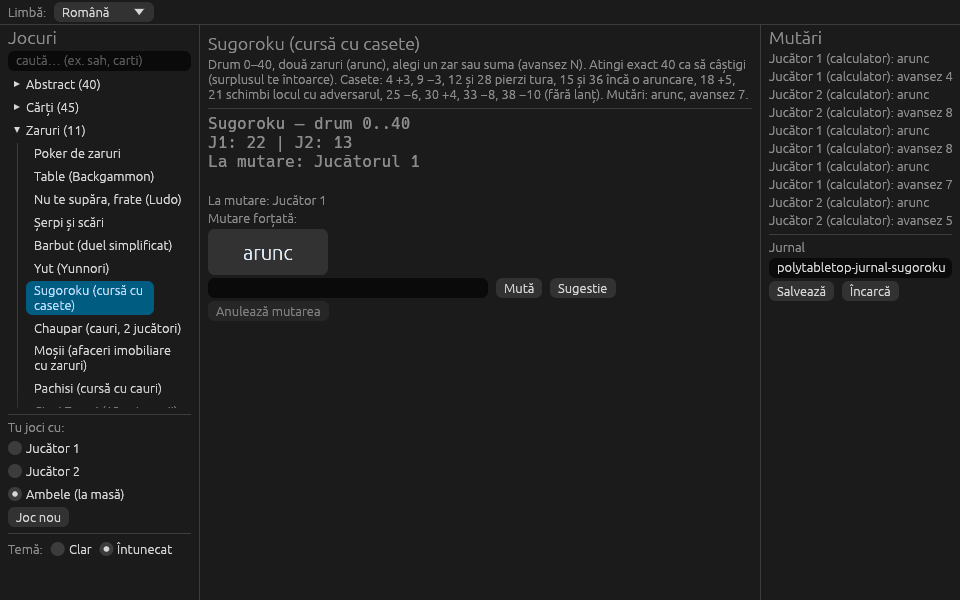 Limbă: Română
Jocuri
caută... (ex. sah, carti)
Abstract (40)
Cărți (45)
Zaruri (11)
Poker de zaruri
Table (Backgammon)
Nu te supăra, frate (Ludo)
Șerpi și scări
Barbut (duel simplificat)
Yut (Yunnori)
Sugoroku (cursă cu
casete)
Chaupar (cauri, 2 jucători)
Moșii (afaceri imobiliare
cu zaruri)
Pachisi (cursă cu cauri)
Tu joci cu:
Jucător 1
Jucător 2
Ambele (la masă)
Joc nou
Temă: Clar Întunecat
Sugoroku (cursă cu casete)
Drum 0–40, două zaruri (arunc), alegi un zar sau suma (avansez N). Atingi exact 40 ca să câștigi
(surplusul te întoarce). Casete: 4 +3, 9 −3, 12 și 28 pierzi tura, 15 și 36 încă o aruncare, 18 +5,
21 schimbi locul cu adversarul, 25 −6, 30 +4, 33 −8, 38 −10 (fără lanț). Mutări: arunc, avansez 7.
Sugoroku — drum 0..40
J1: 22 | J2: 13
La mutare: Jucătorul 1
La mutare: Jucător 1
Mutare forțată:
arunc
Mută Sugestie
Anulează mutarea
Mutări
Jucător 1 (calculator): arunc
Jucător 1 (calculator): avansez 4
Jucător 2 (calculator): arunc
Jucător 2 (calculator): avansez 8
Jucător 1 (calculator): arunc
Jucător 1 (calculator): avansez 8
Jucător 1 (calculator): arunc
Jucător 1 (calculator): avansez 7
Jucător 2 (calculator): arunc
Jucător 2 (calculator): avansez 5
Jurnal
polytabletop-jurnal-sugoroku
Salvează Încarcă